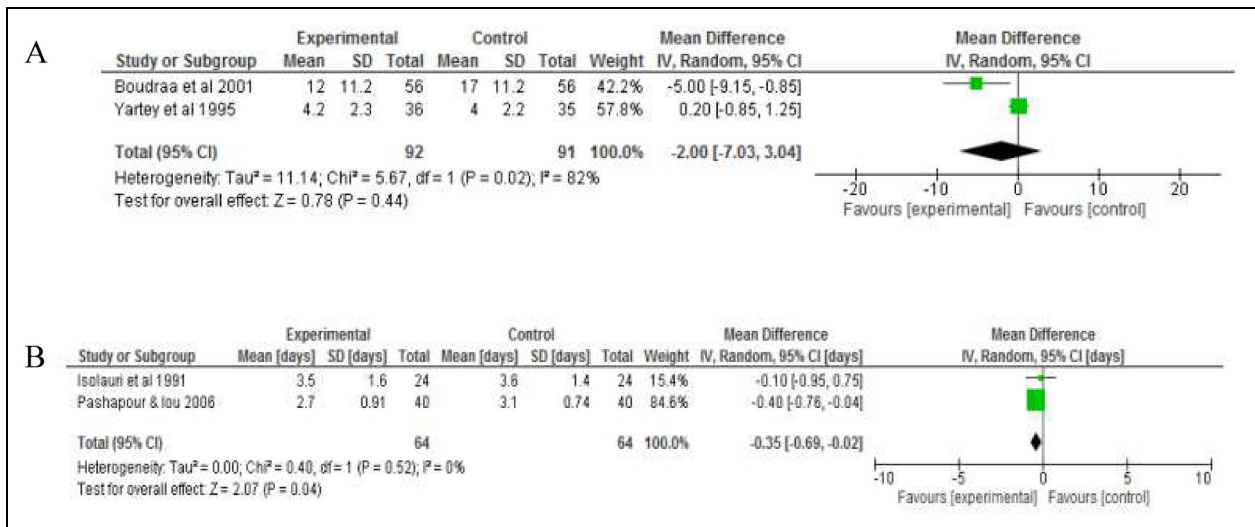 A
Experimental Control Mean Difference Mean Difference
Study or Subgroup Mean SD Total Mean SD Total Weight IV, Random, 95% CI IV, Random, 95% CI
Boudraa et al 2001 12 11.2 56 17 11.2 56 42.2% -5.00 [-9.15, -0.85]
Yartey et al 1995 4.2 2.3 36 4 2.2 35 57.8% 0.20 [-0.85, 1.25]
Total (95% CI) 92 91 100.0% -2.00 [-7.03, 3.04]
Heterogeneity: Tau² = 11.14; Chi² = 5.67, df = 1 (P = 0.02); I² = 82%
Test for overall effect: Z = 0.78 (P = 0.44)
-20 -10 0 10 20
Favours [experimental] Favours [control]
B
Experimental Control Mean Difference Mean Difference
Study or Subgroup Mean [days] SD [days] Total Mean [days] SD [days] Total Weight IV, Random, 95% CI [days] IV, Random, 95% CI [days]
Isolauri et al 1991 3.5 1.6 24 3.6 1.4 24 15.4% -0.10 [-0.95, 0.75]
Pashapour & lou 2006 2.7 0.91 40 3.1 0.74 40 84.6% -0.40 [-0.76, -0.04]
Total (95% CI) 64 64 100.0% -0.35 [-0.69, -0.02]
Heterogeneity: Tau² = 0.00; Chi² = 0.40, df = 1 (P = 0.52); I² = 0%
Test for overall effect: Z = 2.07 (P = 0.04)
-10 -5 0 5 10
Favours [experimental] Favours [control]